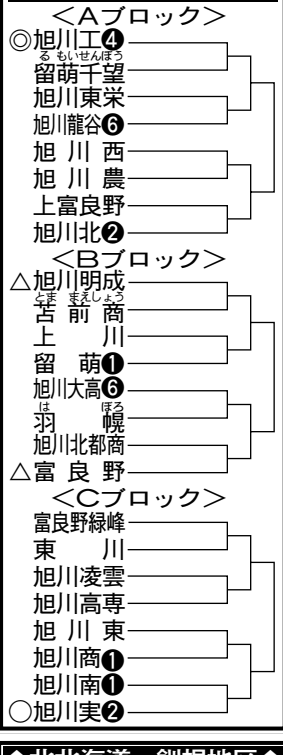 <Aブロック>
◎旭川工❹
るもいせんぼう
留萌千望
旭川東栄
旭川龍谷❻
旭川西
旭川農
上富良野
旭川北❷
<Bブロック>
△旭川明成
とままえしょう
苫前商
上川
留萌❶
旭川大高❻
はぼろ
羽幌
旭川北都商
△富良野
<Cブロック>
富良野緑峰
東川
旭川凌雲
旭川高専
旭川東
旭川商❶
旭川南❶
○旭川実❷